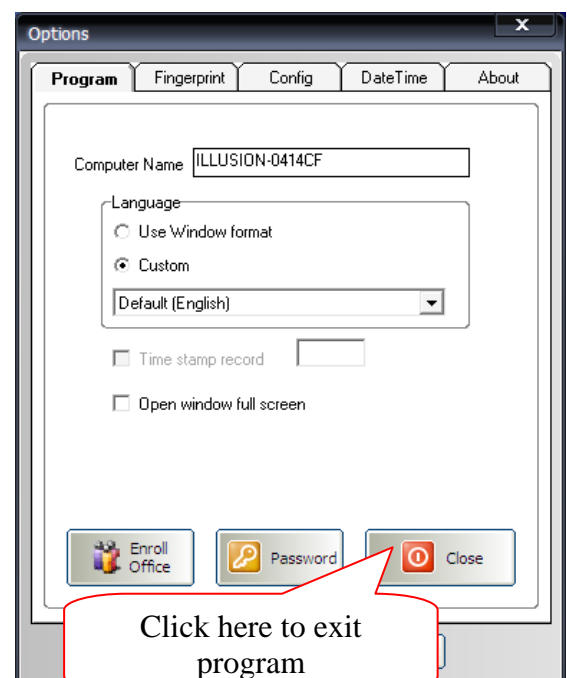 Options
X
Program Fingerprint Config DateTime About
Computer Name ILLUSION-0414CF
Language
Use Window format
Custom
Default (English)
Time stamp record
Open window full screen
Enroll Office Password Close
Click here to exit
program